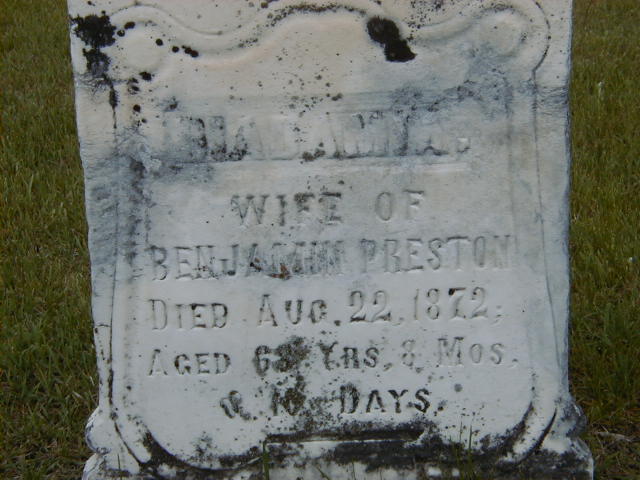 WIFE OF
BENJAMIN PRESTON
DIED AUG. 22, 1872;
AGED YRS, 8 MOS.
& DAYS.